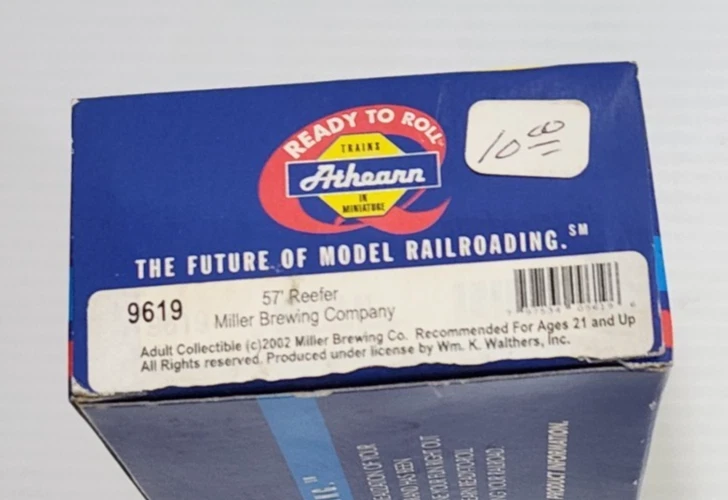 READY TO ROLL
TRAINS
Athearn
IN
MINIATURE
10.00
THE FUTURE OF MODEL RAILROADING.SM
9619
57' Reefer
Miller Brewing Company
Adult Collectible (c)2002 Miller Brewing Co. Recommended For Ages 21 and Up
All Rights reserved. Produced under license by Wm. K. Walthers, Inc.
PRODUCT INFORMATION.